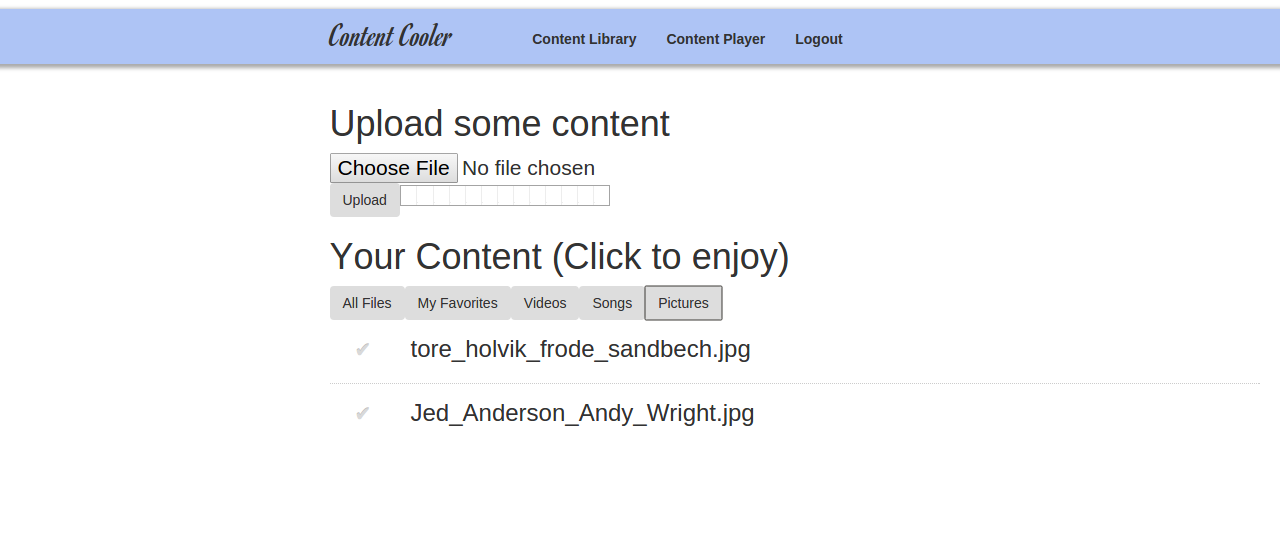 Content Cooler Content Library Content Player Logout
Upload some content
Choose File No file chosen
Upload
Your Content (Click to enjoy)
All Files My Favorites Videos Songs Pictures
✔ tore_holvik_frode_sandbech.jpg
✔ Jed_Anderson_Andy_Wright.jpg